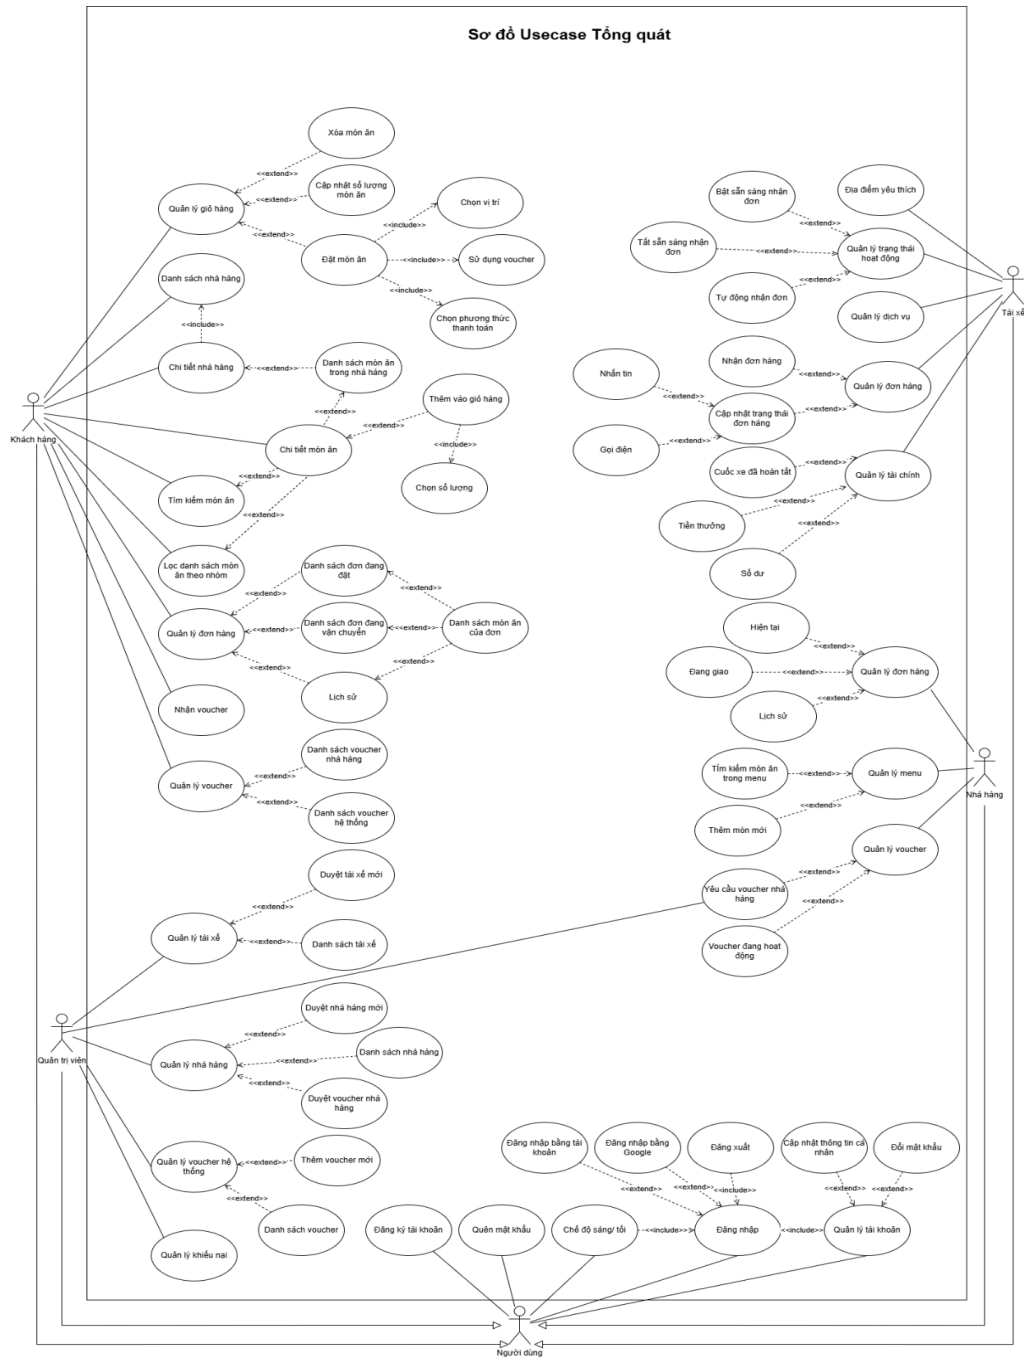 Sơ đồ Usecase Tổng quát
Xóa món ăn
<<extend>>
Cập nhật số lượng
món ăn
<<extend>>
Quản lý giỏ hàng
<<extend>>
Đặt món ăn
<<include>>
Chọn vị trí
<<include>>
Sử dụng voucher
<<include>>
Chọn phương thức
thanh toán
Danh sách nhà hàng
<<include>>
Chi tiết nhà hàng
<<extend>>
Danh sách món ăn
trong nhà hàng
<<extend>>
Thêm vào giỏ hàng
<<extend>>
<<include>>
Chọn số lượng
Khách hàng
Chi tiết món ăn
<<extend>>
Tìm kiếm món ăn
<<extend>>
Lọc danh sách món
ăn theo nhóm
Danh sách đơn đang
đặt
<<extend>>
<<extend>>
Quản lý đơn hàng
<<extend>>
Danh sách đơn đang
vận chuyển
<<extend>>
Danh sách món ăn
của đơn
<<extend>>
<<extend>>
Lịch sử
Nhận voucher
Danh sách voucher
nhà hàng
<<extend>>
Quản lý voucher
<<extend>>
Danh sách voucher
hệ thống
Duyệt tài xế mới
<<extend>>
Quản lý tài xế
<<extend>>
Danh sách tài xế
Duyệt nhà hàng mới
<<extend>>
Quản trị viên
Quản lý nhà hàng
<<extend>>
Danh sách nhà hàng
<<extend>>
Duyệt voucher nhà
hàng
Quản lý voucher hệ
thống
<<extend>>
Thêm voucher mới
<<extend>>
Danh sách voucher
Quản lý khiếu nại
Bật sẵn sàng nhận
đơn
<<extend>>
Địa điểm yêu thích
Tắt sẵn sàng nhận
đơn
<<extend>>
Quản lý trạng thái
hoạt động
Tự động nhận đơn
<<extend>>
Quản lý dịch vụ
Tài xế
Nhận đơn hàng
<<extend>>
Quản lý đơn hàng
Nhắn tin
<<extend>>
Cập nhật trạng thái
đơn hàng
<<extend>>
Gọi điện
<<extend>>
Cuốc xe đã hoàn tất
<<extend>>
Quản lý tài chính
Tiền thưởng
<<extend>>
<<extend>>
Số dư
Hiện tại
<<extend>>
Đang giao
<<extend>>
Quản lý đơn hàng
Lịch sử
<<extend>>
Tìm kiếm món ăn
trong menu
<<extend>>
Quản lý menu
Nhà hàng
Thêm món mới
<<extend>>
Quản lý voucher
Yêu cầu voucher nhà
hàng
<<extend>>
<<extend>>
Voucher đang hoạt
động
Đăng nhập bằng tài
khoản
Đăng nhập bằng
Google
Đăng xuất
Cập nhật thông tin cá
nhân
Đổi mật khẩu
<<extend>>
<<extend>>
<<include>>
<<extend>>
<<extend>>
Đăng ký tài khoản
Quên mật khẩu
Chế độ sáng/ tối
<<include>>
Đăng nhập
<<include>>
Quản lý tài khoản
Người dùng